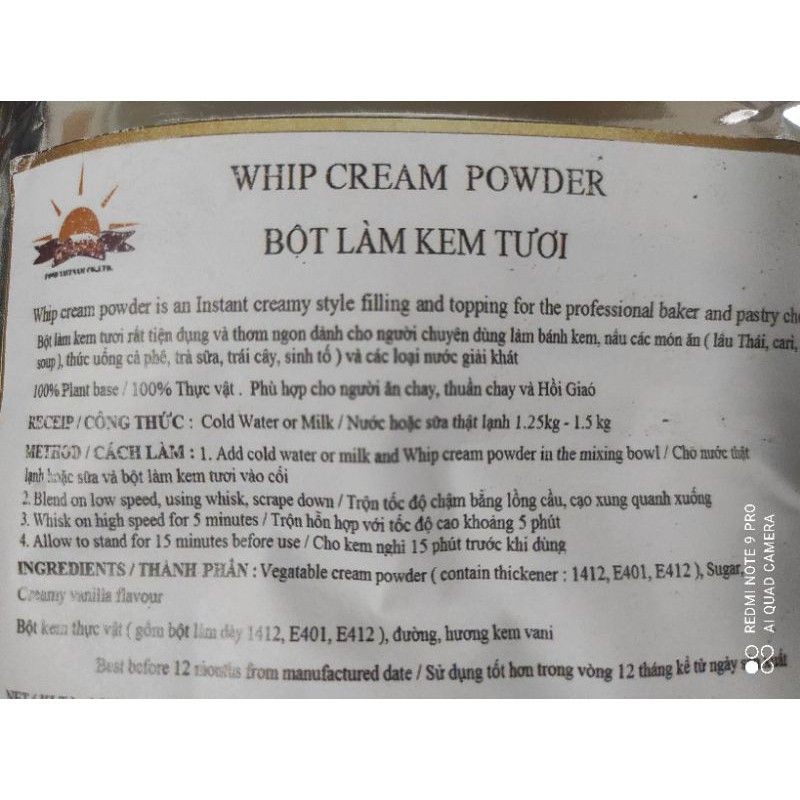 WHIP CREAM POWDER
BỘT LÀM KEM TƯƠI
Whip cream powder is an Instant creamy style filling and topping for the professional baker and pastry che
Bột làm kem tươi rất tiện dụng và thơm ngon dành cho người chuyên dùng làm bánh kem, nấu các món ăn ( lâu Thái, cari,
soup ), thức uống cà phê, trà sữa, trái cây, sinh tố ) và các loại nước giải khát
100% Plant base / 100% Thực vật . Phù hợp cho người ăn chay, thuần chay và Hồi Giaó
RECEIP / CÔNG THỨC : Cold Water or Milk / Nước hoặc sữa thật lạnh 1.25kg - 1.5 kg
METHOD / CÁCH LÀM : 1. Add cold water or milk and Whip cream powder in the mixing bowl / Cho nước thật
lạnh hoặc sữa và bột làm kem tươi vào cối
2. Blend on low speed, using whisk, scrape down / Trộn tốc độ chậm bằng lồng cầu, cạo xung quanh xuống
3. Whisk on high speed for 5 minutes / Trộn hỗn hợp với tốc độ cao khoảng 5 phút
4. Allow to stand for 15 minutes before use / Cho kem nghỉ 15 phút trước khi dùng
INGREDIENTS / THÀNH PHẦN : Vegatable cream powder ( contain thickener : 1412, E401, E412 ), Sugar,
Creamy vanilla flavour
Bột kem thực vật ( gồm bột làm dày 1412, E401, E412 ), đường, hương kem vani
Best before 12 months from manufactured date / Sử dụng tốt hơn trong vòng 12 tháng kể từ ngày
REDMI NOTE 9 PRO
AI QUAD CAMERA